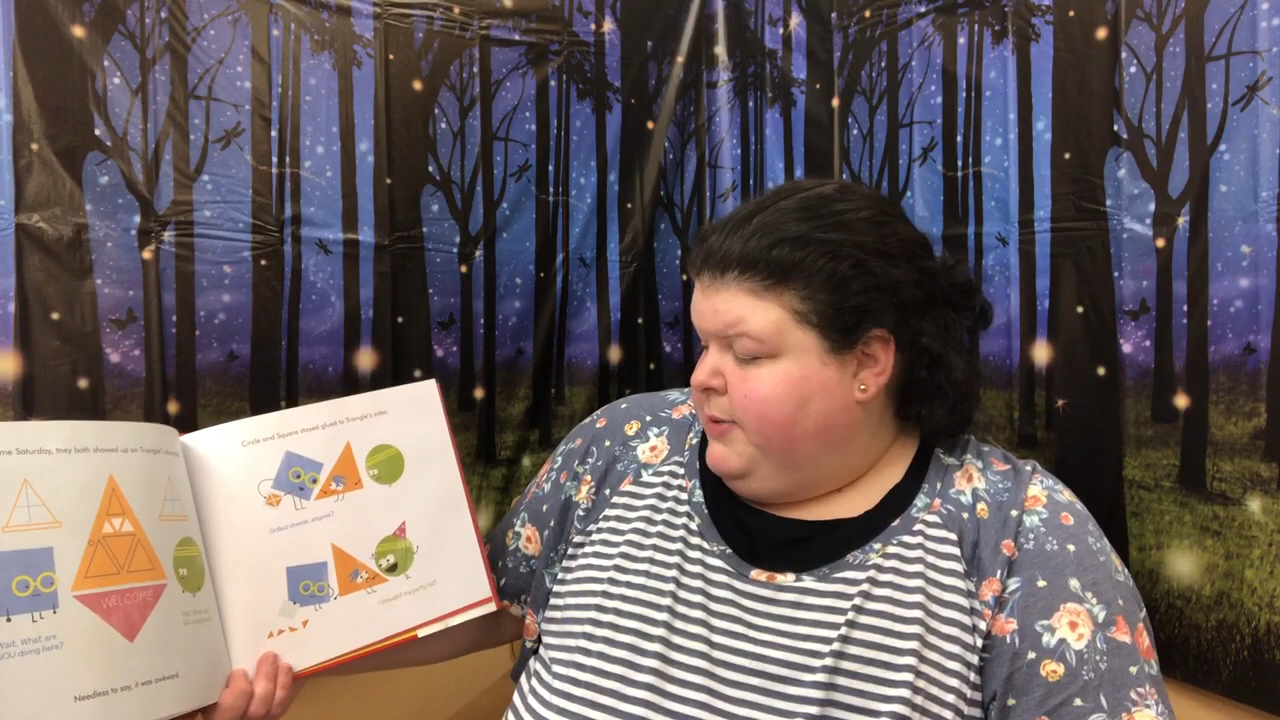 me Saturday, they both showed up on Triangle's
WELCOME
Wait. What are
YOU doing here?
Needless to say, it was awkward.
Circle and Square stayed glued to Triangle's sides.
Grilled cheese, anyone?
I brought my party hat!